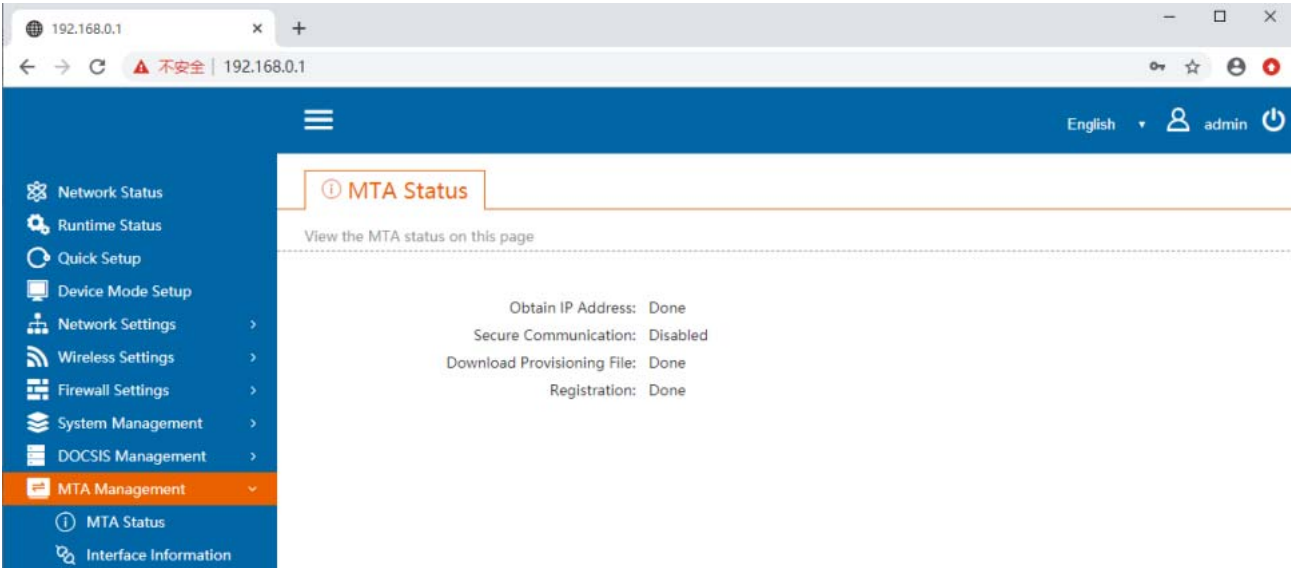 192.168.0.1
不安全 | 192.168.0.1
English admin
Network Status
Runtime Status
Quick Setup
Device Mode Setup
Network Settings
Wireless Settings
Firewall Settings
System Management
DOCSIS Management
MTA Management
MTA Status
Interface Information
MTA Status
View the MTA status on this page
Obtain IP Address: Done
Secure Communication: Disabled
Download Provisioning File: Done
Registration: Done